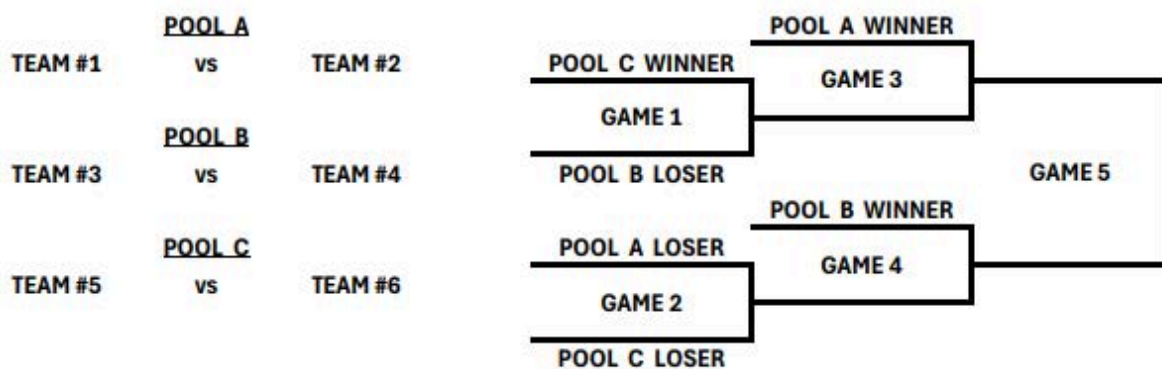 POOL A
TEAM #1 vs TEAM #2
POOL B
TEAM #3 vs TEAM #4
POOL C
TEAM #5 vs TEAM #6
POOL A WINNER
POOL C WINNER
GAME 3
GAME 1
POOL B LOSER
GAME 5
POOL B WINNER
POOL A LOSER
GAME 4
GAME 2
POOL C LOSER